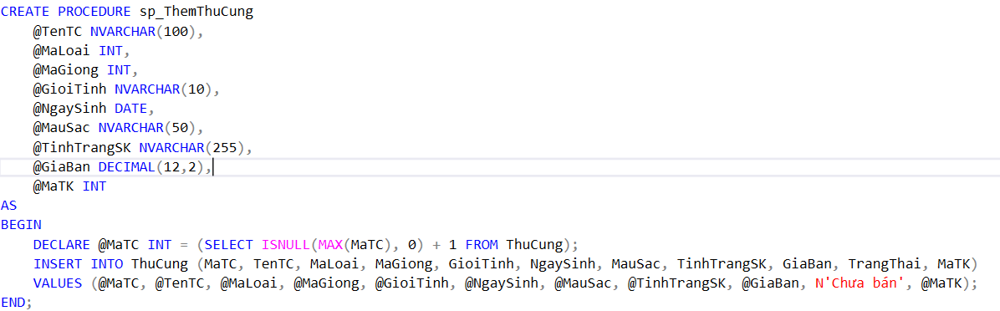 CREATE PROCEDURE sp_ThemThuCung
    @TenTC NVARCHAR(100),
    @MaLoai INT,
    @MaGiong INT,
    @GioiTinh NVARCHAR(10),
    @NgaySinh DATE,
    @MauSac NVARCHAR(50),
    @TinhTrangSK NVARCHAR(255),
    @GiaBan DECIMAL(12,2),
    @MaTK INT
AS
BEGIN
    DECLARE @MaTC INT = (SELECT ISNULL(MAX(MaTC), 0) + 1 FROM ThuCung);
    INSERT INTO ThuCung (MaTC, TenTC, MaLoai, MaGiong, GioiTinh, NgaySinh, MauSac, TinhTrangSK, GiaBan, TrangThai, MaTK)
    VALUES (@MaTC, @TenTC, @MaLoai, @MaGiong, @GioiTinh, @NgaySinh, @MauSac, @TinhTrangSK, @GiaBan, N'Chưa bán', @MaTK);
END;